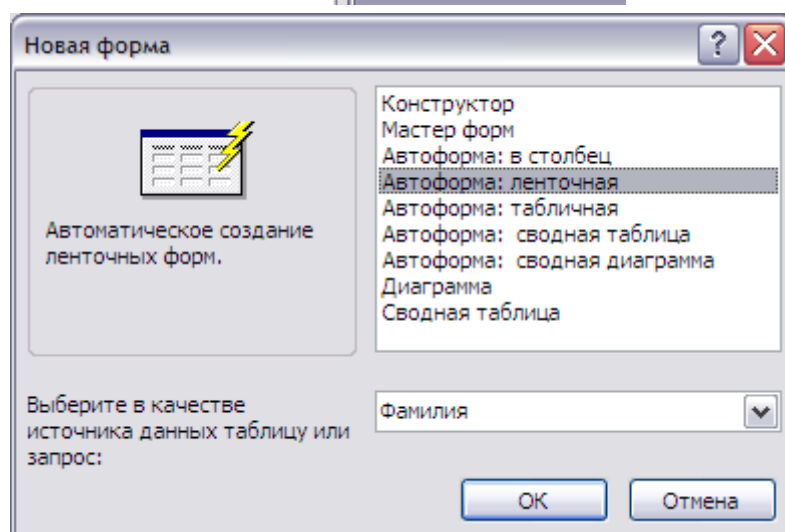 Новая форма
Конструктор
Мастер форм
Автоформа: в столбец
Автоформа: ленточная
Автоформа: табличная
Автоформа:  сводная таблица
Автоформа:  сводная диаграмма
Диаграмма
Сводная таблица
Автоматическое создание
ленточных форм.
Выберите в качестве
источника данных таблицу или
запрос:
Фамилия
ОК
Отмена